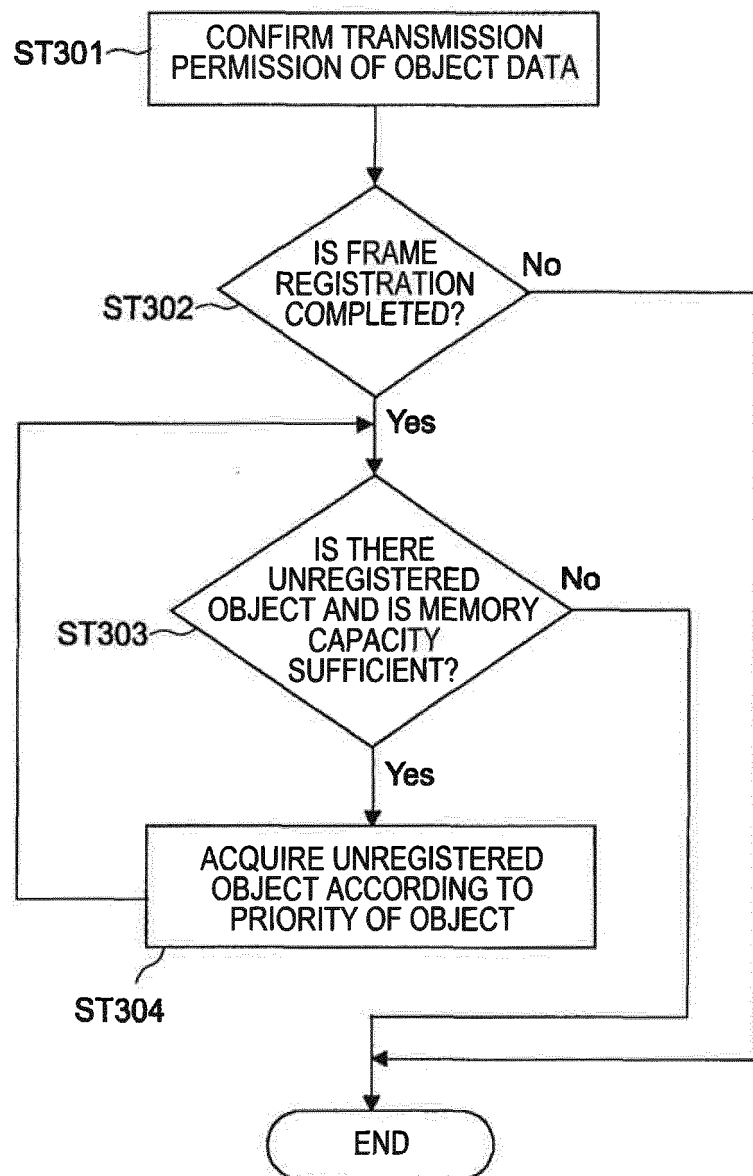 ST301
CONFIRM TRANSMISSION
PERMISSION OF OBJECT DATA
IS FRAME
REGISTRATION
COMPLETED?
No
ST302
Yes
IS THERE
UNREGISTERED
OBJECT AND IS MEMORY
CAPACITY
SUFFICIENT?
No
ST303
Yes
ACQUIRE UNREGISTERED
OBJECT ACCORDING TO
PRIORITY OF OBJECT
ST304
END